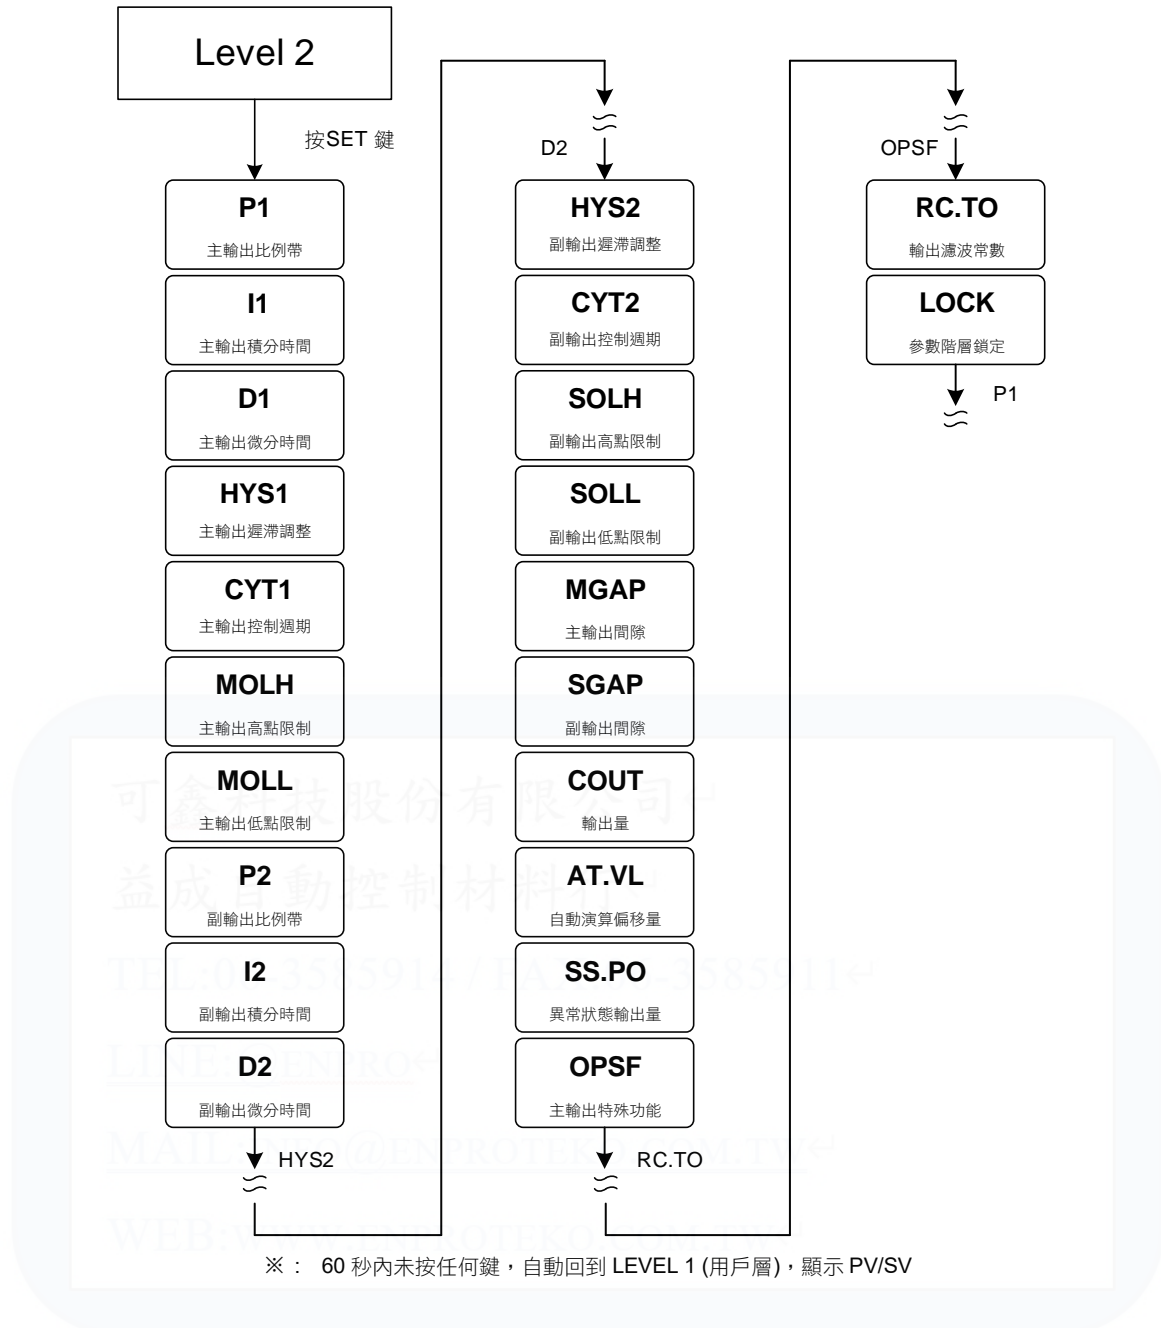 Level 2
按SET 鍵
P1
主輸出比例帶
I1
主輸出積分時間
D1
主輸出微分時間
HYS1
主輸出遲滯調整
CYT1
主輸出控制週期
MOLH
主輸出高點限制
MOLL
主輸出低點限制
P2
副輸出比例帶
I2
副輸出積分時間
D2
副輸出微分時間
HYS2
D2
HYS2
副輸出遲滯調整
CYT2
副輸出控制週期
SOLH
副輸出高點限制
SOLL
副輸出低點限制
MGAP
主輸出間隙
SGAP
副輸出間隙
COUT
輸出量
AT.VL
自動演算偏移量
SS.PO
異常狀態輸出量
OPSF
主輸出特殊功能
RC.TO
OPSF
RC.TO
輸出濾波常數
LOCK
參數階層鎖定
P1
※ : 60 秒內未按任何鍵，自動回到 LEVEL 1 (用戶層)，顯示 PV/SV
可鑫科技股份有限公司